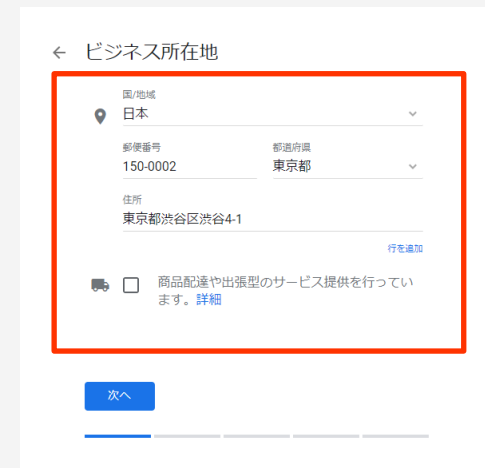 ビジネス所在地
国/地域
日本
郵便番号
都道府県
150-0002
東京都
住所
東京都渋谷区渋谷4-1
行を追加
商品配達や出張型のサービス提供を行ってい
ます。詳細
次へ